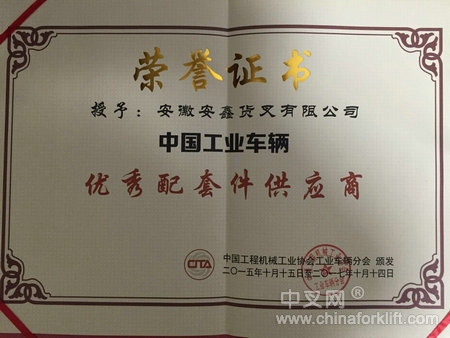 荣誉证书
授予：安徽安鑫货叉有限公司
中国工业车辆
优秀配套件供应商
CITA
中国工程机械工业协会工业车辆分会 颁发
二〇一五年十月十五日至二〇一七年十月十四日
中叉网®
www.chinaforklift.com